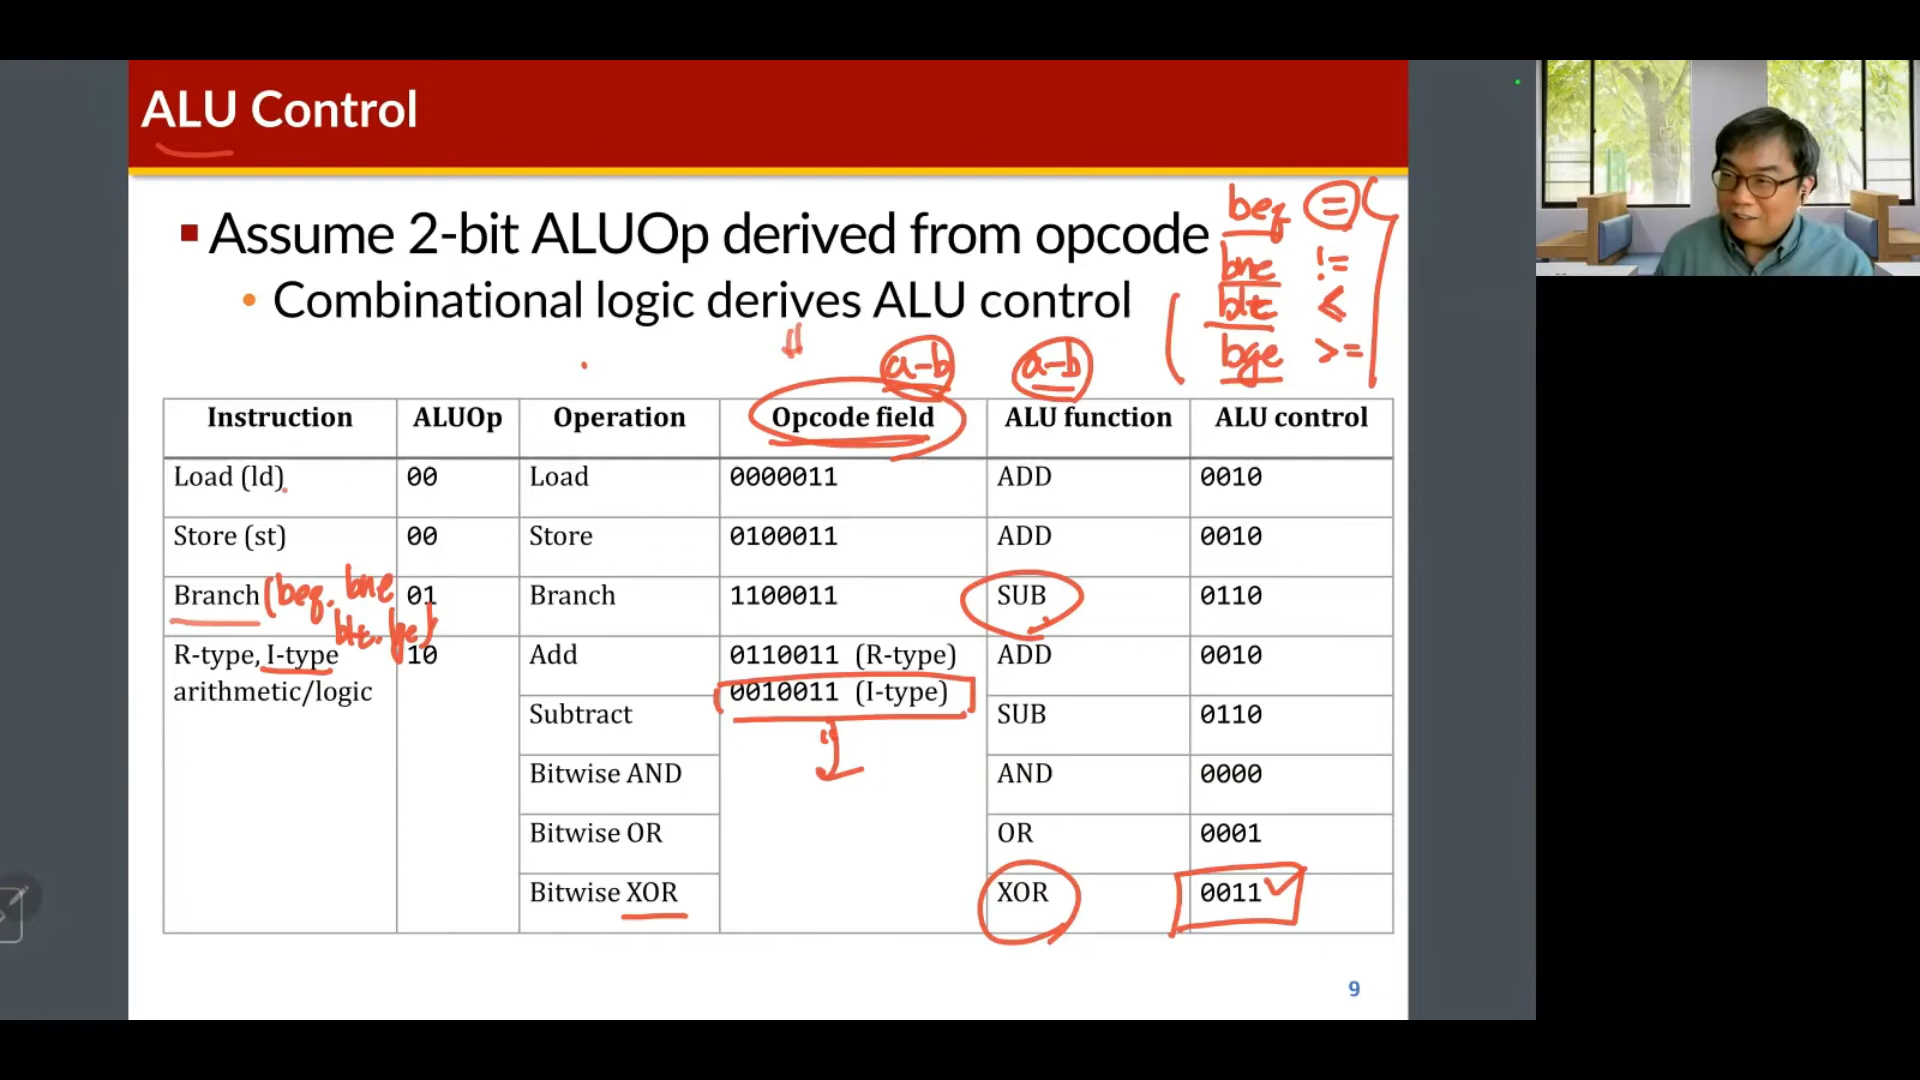 ALU Control
▪ Assume 2-bit ALUOp derived from opcode
• Combinational logic derives ALU control
beq =
bne !=
blt <
bge >=
a-b a-b
Instruction ALUOp Operation Opcode field ALU function ALU control
Load (ld) 00 Load 0000011 ADD 0010
Store (st) 00 Store 0100011 ADD 0010
Branch (beq, bne 01 Branch 1100011 SUB 0110
blt, bge)
R-type, I-type 10 Add 0110011 (R-type) ADD 0010
arithmetic/logic 0010011 (I-type)
Subtract SUB 0110
Bitwise AND AND 0000
Bitwise OR OR 0001
Bitwise XOR XOR 0011
9